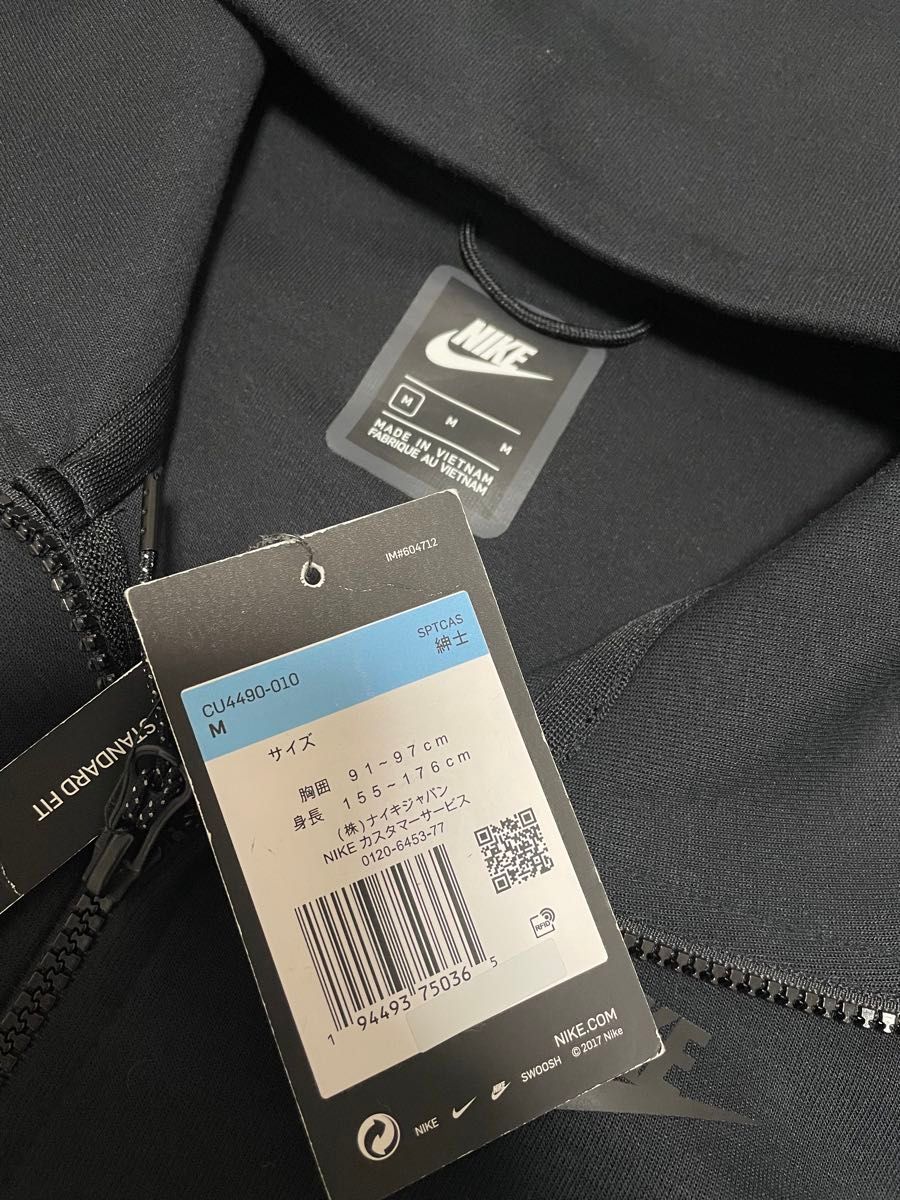 NIKE
M
M
M
MADE IN VIETNAM
FABRIQUE AU VIETNAM
IM#604712
SPTCAS
紳士
CU4490-010
M
サイズ
胸囲 91~97cm
身長 155~176cm
(株)ナイキジャパン
NIKE カスタマーサービス
0120-6453-77
RFID
1 94493 75036 5
NIKE.COM
NIKE
NIKE
SWOOSH
©2017 Nike
STANDARD FIT